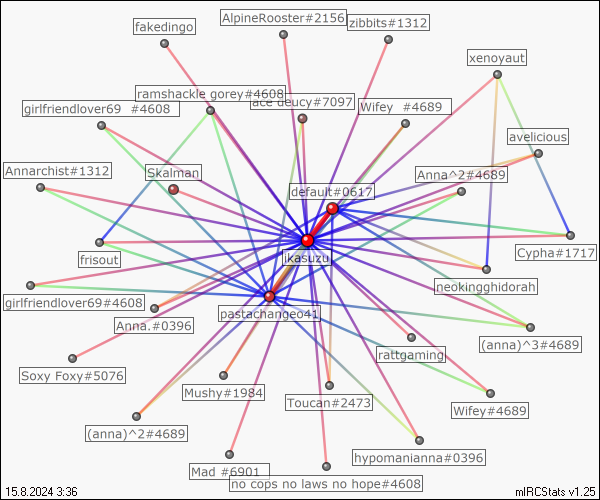 AlpineRooster#2156
zibbits#1312
fakedingo
xenoyaut
ramshackle gorey#4608
ace deucy#7097
Wifey #4689
girlfriendlover69 #4608
avelicious
Annarchist#1312
Skalman
Anna^2#4689
default#0617
Cypha#1717
frisout
ikasuzu
neokingghidorah
girlfriendlover69#4608
pastachangeo41
Anna.#0396
(anna)^3#4689
rattgaming
Soxy Foxy#5076
Mushy#1984
Toucan#2473
Wifey#4689
(anna)^2#4689
hypomanianna#0396
Mad #6901
no cops no laws no hope#4608
15.8.2024 3:36
mIRCStats v1.25